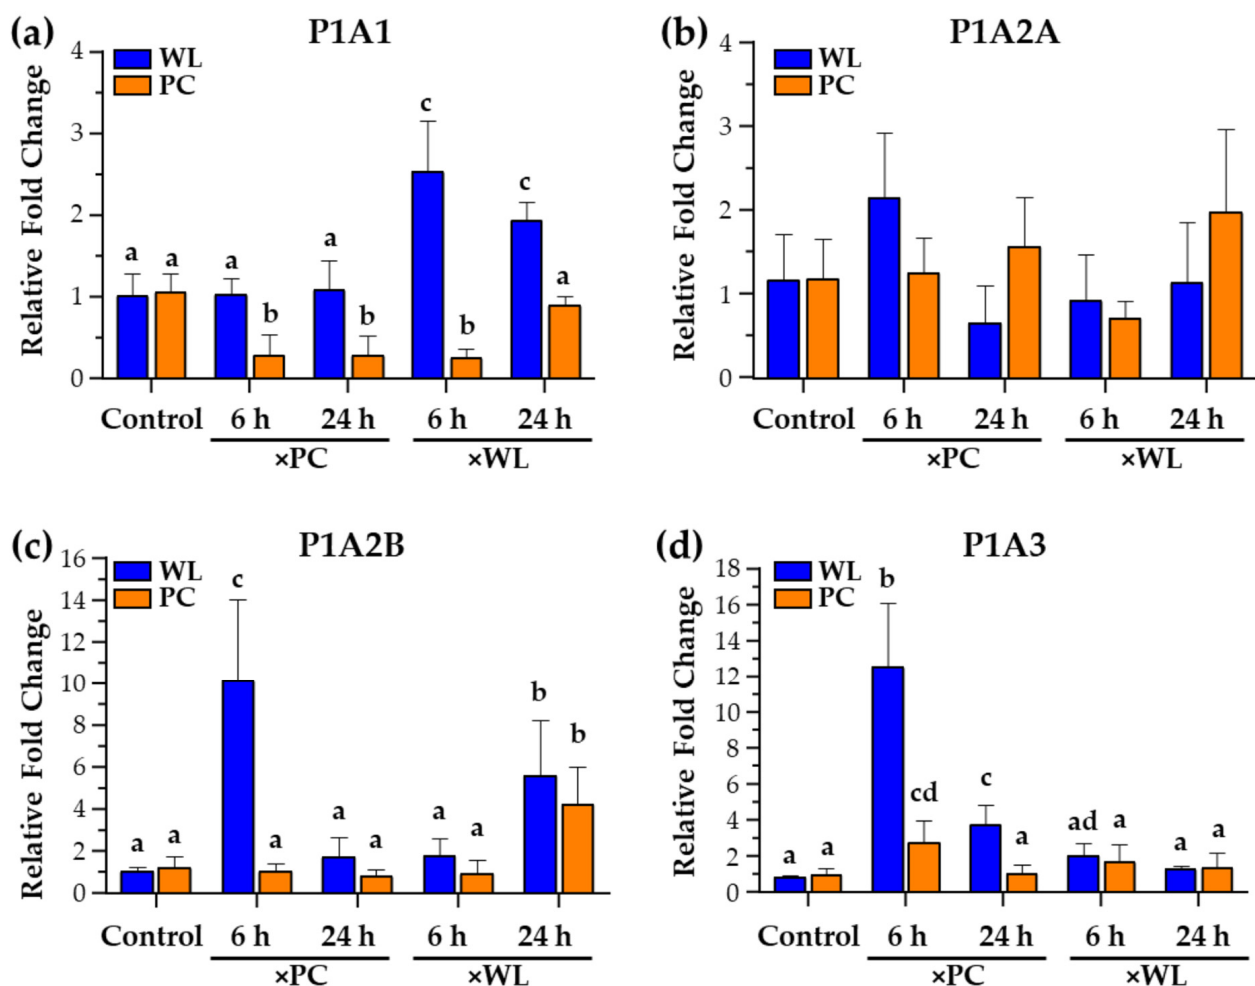 (a) P1A1
WL
PC
Relative Fold Change
4
3
2
1
0
a a a b a b c b c a
Control 6 h 24 h 6 h 24 h
×PC ×WL
(b) P1A2A
WL
PC
Relative Fold Change
4
3
2
1
0
Control 6 h 24 h 6 h 24 h
×PC ×WL
(c) P1A2B
WL
PC
Relative Fold Change
16
14
12
10
8
6
4
2
0
a a c a a a a a b b
Control 6 h 24 h 6 h 24 h
×PC ×WL
(d) P1A3
WL
PC
Relative Fold Change
18
16
14
12
10
8
6
4
2
0
a a b cd c a ad a a a
Control 6 h 24 h 6 h 24 h
×PC ×WL